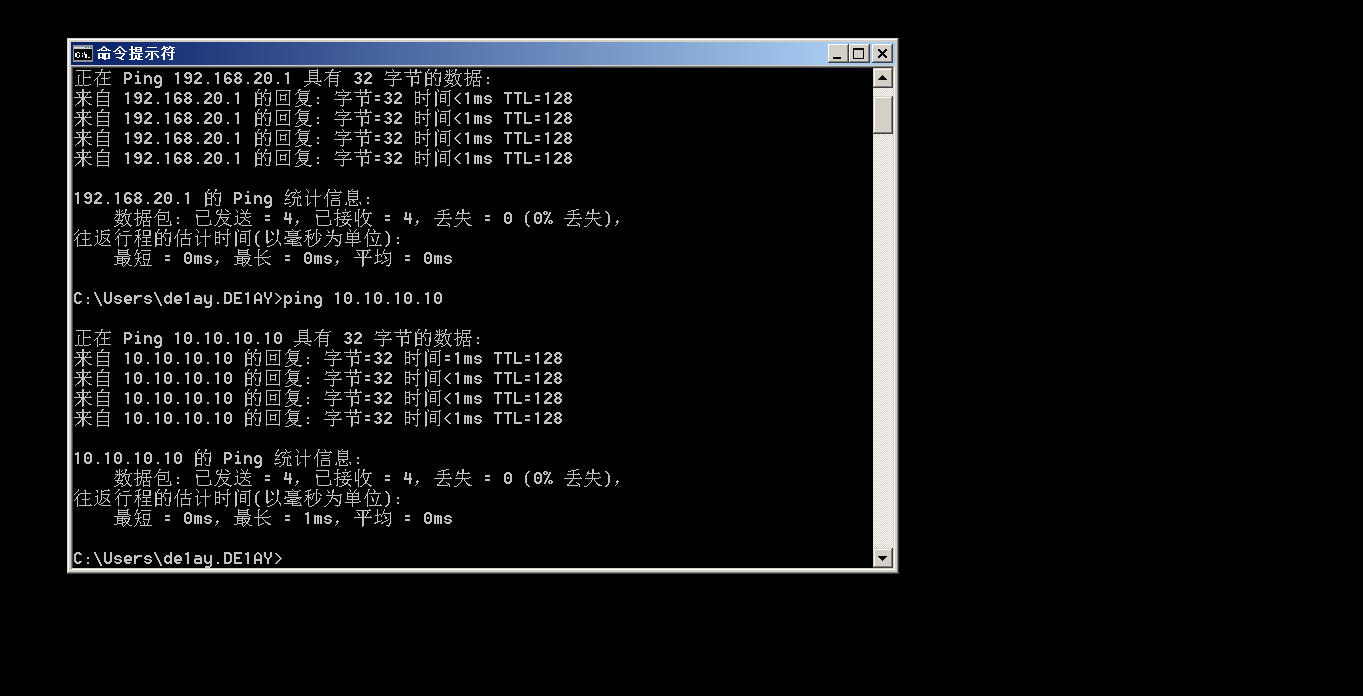 命令提示符
正在 Ping 192.168.20.1 具有 32 字节的数据:
来自 192.168.20.1 的回复: 字节=32 时间<1ms TTL=128
来自 192.168.20.1 的回复: 字节=32 时间<1ms TTL=128
来自 192.168.20.1 的回复: 字节=32 时间<1ms TTL=128
来自 192.168.20.1 的回复: 字节=32 时间<1ms TTL=128
192.168.20.1 的 Ping 统计信息:
数据包: 已发送 = 4，已接收 = 4，丢失 = 0 (0% 丢失)，
往返行程的估计时间(以毫秒为单位):
最短 = 0ms，最长 = 0ms，平均 = 0ms
C:\Users\de1ay.DE1AY>ping 10.10.10.10
正在 Ping 10.10.10.10 具有 32 字节的数据:
来自 10.10.10.10 的回复: 字节=32 时间=1ms TTL=128
来自 10.10.10.10 的回复: 字节=32 时间<1ms TTL=128
来自 10.10.10.10 的回复: 字节=32 时间<1ms TTL=128
来自 10.10.10.10 的回复: 字节=32 时间<1ms TTL=128
10.10.10.10 的 Ping 统计信息:
数据包: 已发送 = 4，已接收 = 4，丢失 = 0 (0% 丢失)，
往返行程的估计时间(以毫秒为单位):
最短 = 0ms，最长 = 1ms，平均 = 0ms
C:\Users\de1ay.DE1AY>